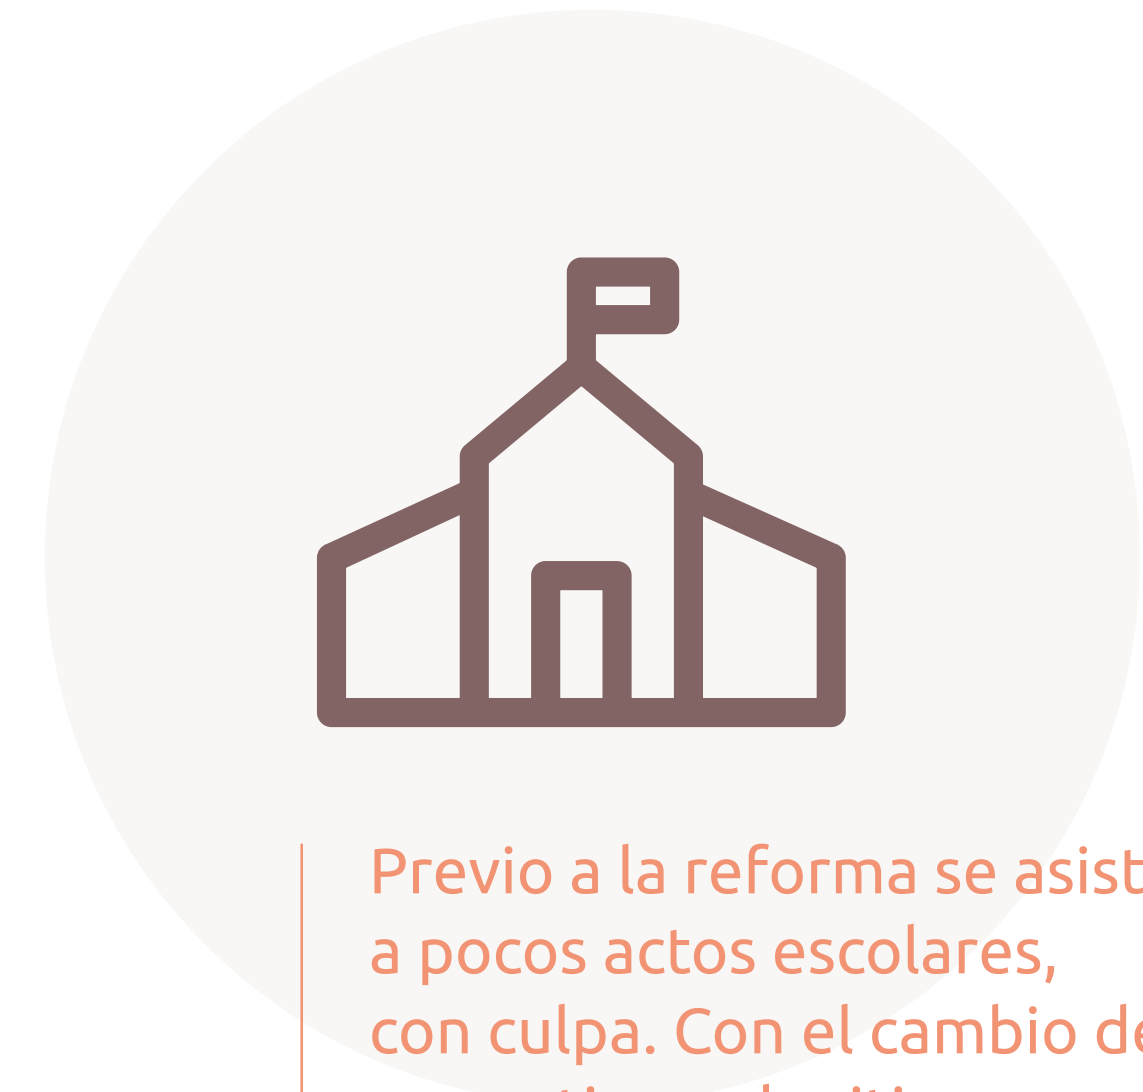 Previo a la reforma se asist
a pocos actos escolares,
con culpa. Con el cambio de